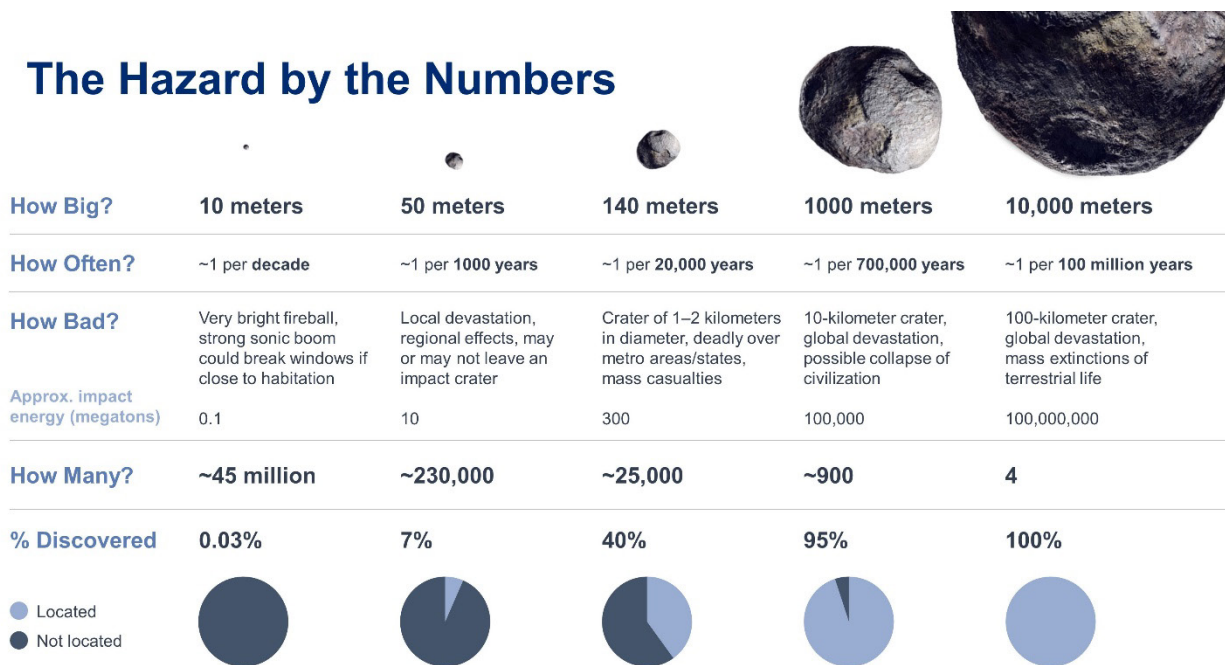 The Hazard by the Numbers
How Big? 10 meters 50 meters 140 meters 1000 meters 10,000 meters
How Often? ~1 per decade ~1 per 1000 years ~1 per 20,000 years ~1 per 700,000 years ~1 per 100 million years
How Bad?
Very bright fireball,
strong sonic boom
could break windows if
close to habitation
Local devastation,
regional effects, may
or may not leave an
impact crater
Crater of 1–2 kilometers
in diameter, deadly over
metro areas/states,
mass casualties
10-kilometer crater,
global devastation,
possible collapse of
civilization
100-kilometer crater,
global devastation,
mass extinctions of
terrestrial life
Approx. impact
energy (megatons) 0.1 10 300 100,000 100,000,000
How Many? ~45 million ~230,000 ~25,000 ~900 4
% Discovered 0.03% 7% 40% 95% 100%
Located
Not located